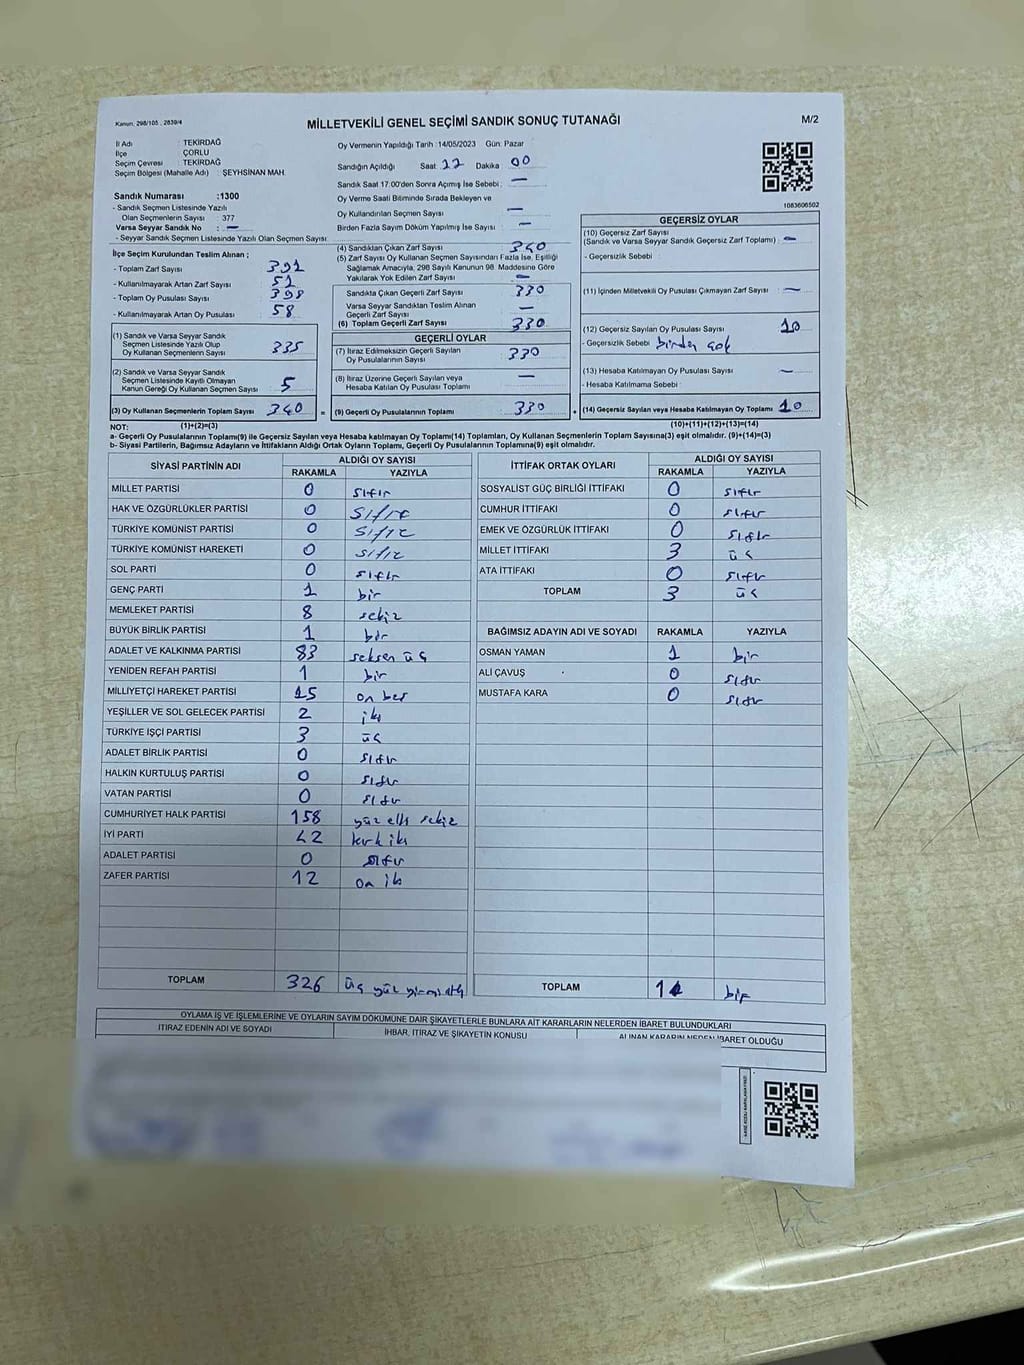 Kanun, 298/105 , 2839/4
MİLLETVEKİLİ GENEL SEÇİMİ SANDIK SONUÇ TUTANAĞI
M/2
İl Adı : TEKİRDAĞ
İlçe : ÇORLU
Seçim Çevresi : TEKİRDAĞ
Seçim Bölgesi (Mahalle Adı) : ŞEYHSİNAN MAH.
Sandık Numarası :1300
- Sandık Seçmen Listesinde Yazılı
Olan Seçmenlerin Sayısı : 377
Varsa Seyyar Sandık No : —
- Seyyar Sandık Seçmen Listesinde Yazılı Olan Seçmen Sayısı:
İlçe Seçim Kurulundan Teslim Alınan ;
- Toplam Zarf Sayısı 391
- Kullanılmayarak Artan Zarf Sayısı 51
- Toplam Oy Pusulası Sayısı 398
- Kullanılmayarak Artan Oy Pusulası 58
(1) Sandık ve Varsa Seyyar Sandık
Seçmen Listesinde Yazılı Olup
Oy Kullanan Seçmenlerin Sayısı 335
(2) Sandık ve Varsa Seyyar Sandık
Seçmen Listesinde Kayıtlı Olmayan
Kanun Gereği Oy Kullanan Seçmen Sayısı 5
(3) Oy Kullanan Seçmenlerin Toplam Sayısı 340 =
Oy Vermenin Yapıldığı Tarih :14/05/2023 Gün: Pazar
Sandığın Açıldığı Saat 17 Dakika 00
Sandık Saat 17:00'den Sonra Açılmış İse Sebebi : —
Oy Verme Saati Bitiminde Sırada Bekleyen ve
Oy Kullandırılan Seçmen Sayısı —
Birden Fazla Sayım Döküm Yapılmış İse Sayısı —
(4) Sandıktan Çıkan Zarf Sayısı 340
(5) Zarf Sayısı Oy Kullanan Seçmen Sayısından Fazla İse, Eşitliği
Sağlamak Amacıyla, 298 Sayılı Kanunun 98. Maddesine Göre
Yakılarak Yok Edilen Zarf Sayısı —
Sandıkta Çıkan Geçerli Zarf Sayısı 330
Varsa Seyyar Sandıktan Teslim Alınan
Geçerli Zarf Sayısı —
(6) Toplam Geçerli Zarf Sayısı 330
GEÇERLİ OYLAR
(7) İtiraz Edilmeksizin Geçerli Sayılan
Oy Pusulalarının Sayısı 330
(8) İtiraz Üzerine Geçerli Sayılan veya
Hesaba Katılan Oy Pusulası Toplamı —
(9) Geçerli Oy Pusulalarının Toplamı 330 +
1083606502
GEÇERSİZ OYLAR
(10) Geçersiz Zarf Sayısı
(Sandık ve Varsa Seyyar Sandık Geçersiz Zarf Toplamı) —
- Geçersizlik Sebebi :
(11) İçinden Milletvekili Oy Pusulası Çıkmayan Zarf Sayısı —
(12) Geçersiz Sayılan Oy Pusulası Sayısı 10
- Geçersizlik Sebebi birden çok
(13) Hesaba Katılmayan Oy Pusulası Sayısı —
- Hesaba Katılmama Sebebi :
(14) Geçersiz Sayılan veya Hesaba Katılmayan Oy Toplamı 10
NOT: (1)+(2)=(3) (10)+(11)+(12)+(13)=(14)
a- Geçerli Oy Pusulalarının Toplamı(9) ile Geçersiz Sayılan veya Hesaba katılmayan Oy Toplamı(14) Toplamları, Oy Kullanan Seçmenlerin Toplam Sayısına(3) eşit olmalıdır. (9)+(14)=(3)
b- Siyasi Partilerin, Bağımsız Adayların ve İttifakların Aldığı Ortak Oyların Toplamı, Geçerli Oy Pusulalarının Toplamına(9) eşit olmalıdır.
SİYASİ PARTİNİN ADI ALDIĞI OY SAYISI
RAKAMLA YAZIYLA
MİLLET PARTİSİ 0 sıfır
HAK VE ÖZGÜRLÜKLER PARTİSİ 0 sıfır
TÜRKİYE KOMÜNİST PARTİSİ 0 sıfır
TÜRKİYE KOMÜNİST HAREKETİ 0 sıfır
SOL PARTİ 0 sıfır
GENÇ PARTİ 1 bir
MEMLEKET PARTİSİ 8 sekiz
BÜYÜK BİRLİK PARTİSİ 1 bir
ADALET VE KALKINMA PARTİSİ 83 seksen üç
YENİDEN REFAH PARTİSİ 1 bir
MİLLİYETÇİ HAREKET PARTİSİ 15 on beş
YEŞİLLER VE SOL GELECEK PARTİSİ 2 iki
TÜRKİYE İŞÇİ PARTİSİ 3 üç
ADALET BİRLİK PARTİSİ 0 sıfır
HALKIN KURTULUŞ PARTİSİ 0 sıfır
VATAN PARTİSİ 0 sıfır
CUMHURİYET HALK PARTİSİ 158 yüz elli sekiz
İYİ PARTİ 42 kırk iki
ADALET PARTİSİ 0 sıfır
ZAFER PARTİSİ 12 on iki
TOPLAM 326 üç yüz yirmi altı
İTTİFAK ORTAK OYLARI ALDIĞI OY SAYISI
RAKAMLA YAZIYLA
SOSYALİST GÜÇ BİRLİĞİ İTTİFAKI 0 sıfır
CUMHUR İTTİFAKI 0 sıfır
EMEK VE ÖZGÜRLÜK İTTİFAKI 0 sıfır
MİLLET İTTİFAKI 3 üç
ATA İTTİFAKI 0 sıfır
TOPLAM 3 üç
BAĞIMSIZ ADAYIN ADI VE SOYADI RAKAMLA YAZIYLA
OSMAN YAMAN 1 bir
ALİ ÇAVUŞ 0 sıfır
MUSTAFA KARA 0 sıfır
TOPLAM 1 bir
OYLAMA İŞ VE İŞLEMLERİNE VE OYLARIN SAYIM DÖKÜMÜNE DAİR ŞİKAYETLERLE BUNLARA AİT KARARLARIN NELERDEN İBARET BULUNDUKLARI
İTİRAZ EDENİN ADI VE SOYADI İHBAR, İTİRAZ VE ŞİKAYETİN KONUSU ALINAN KARARIN NEDEN İBARET OLDUĞU